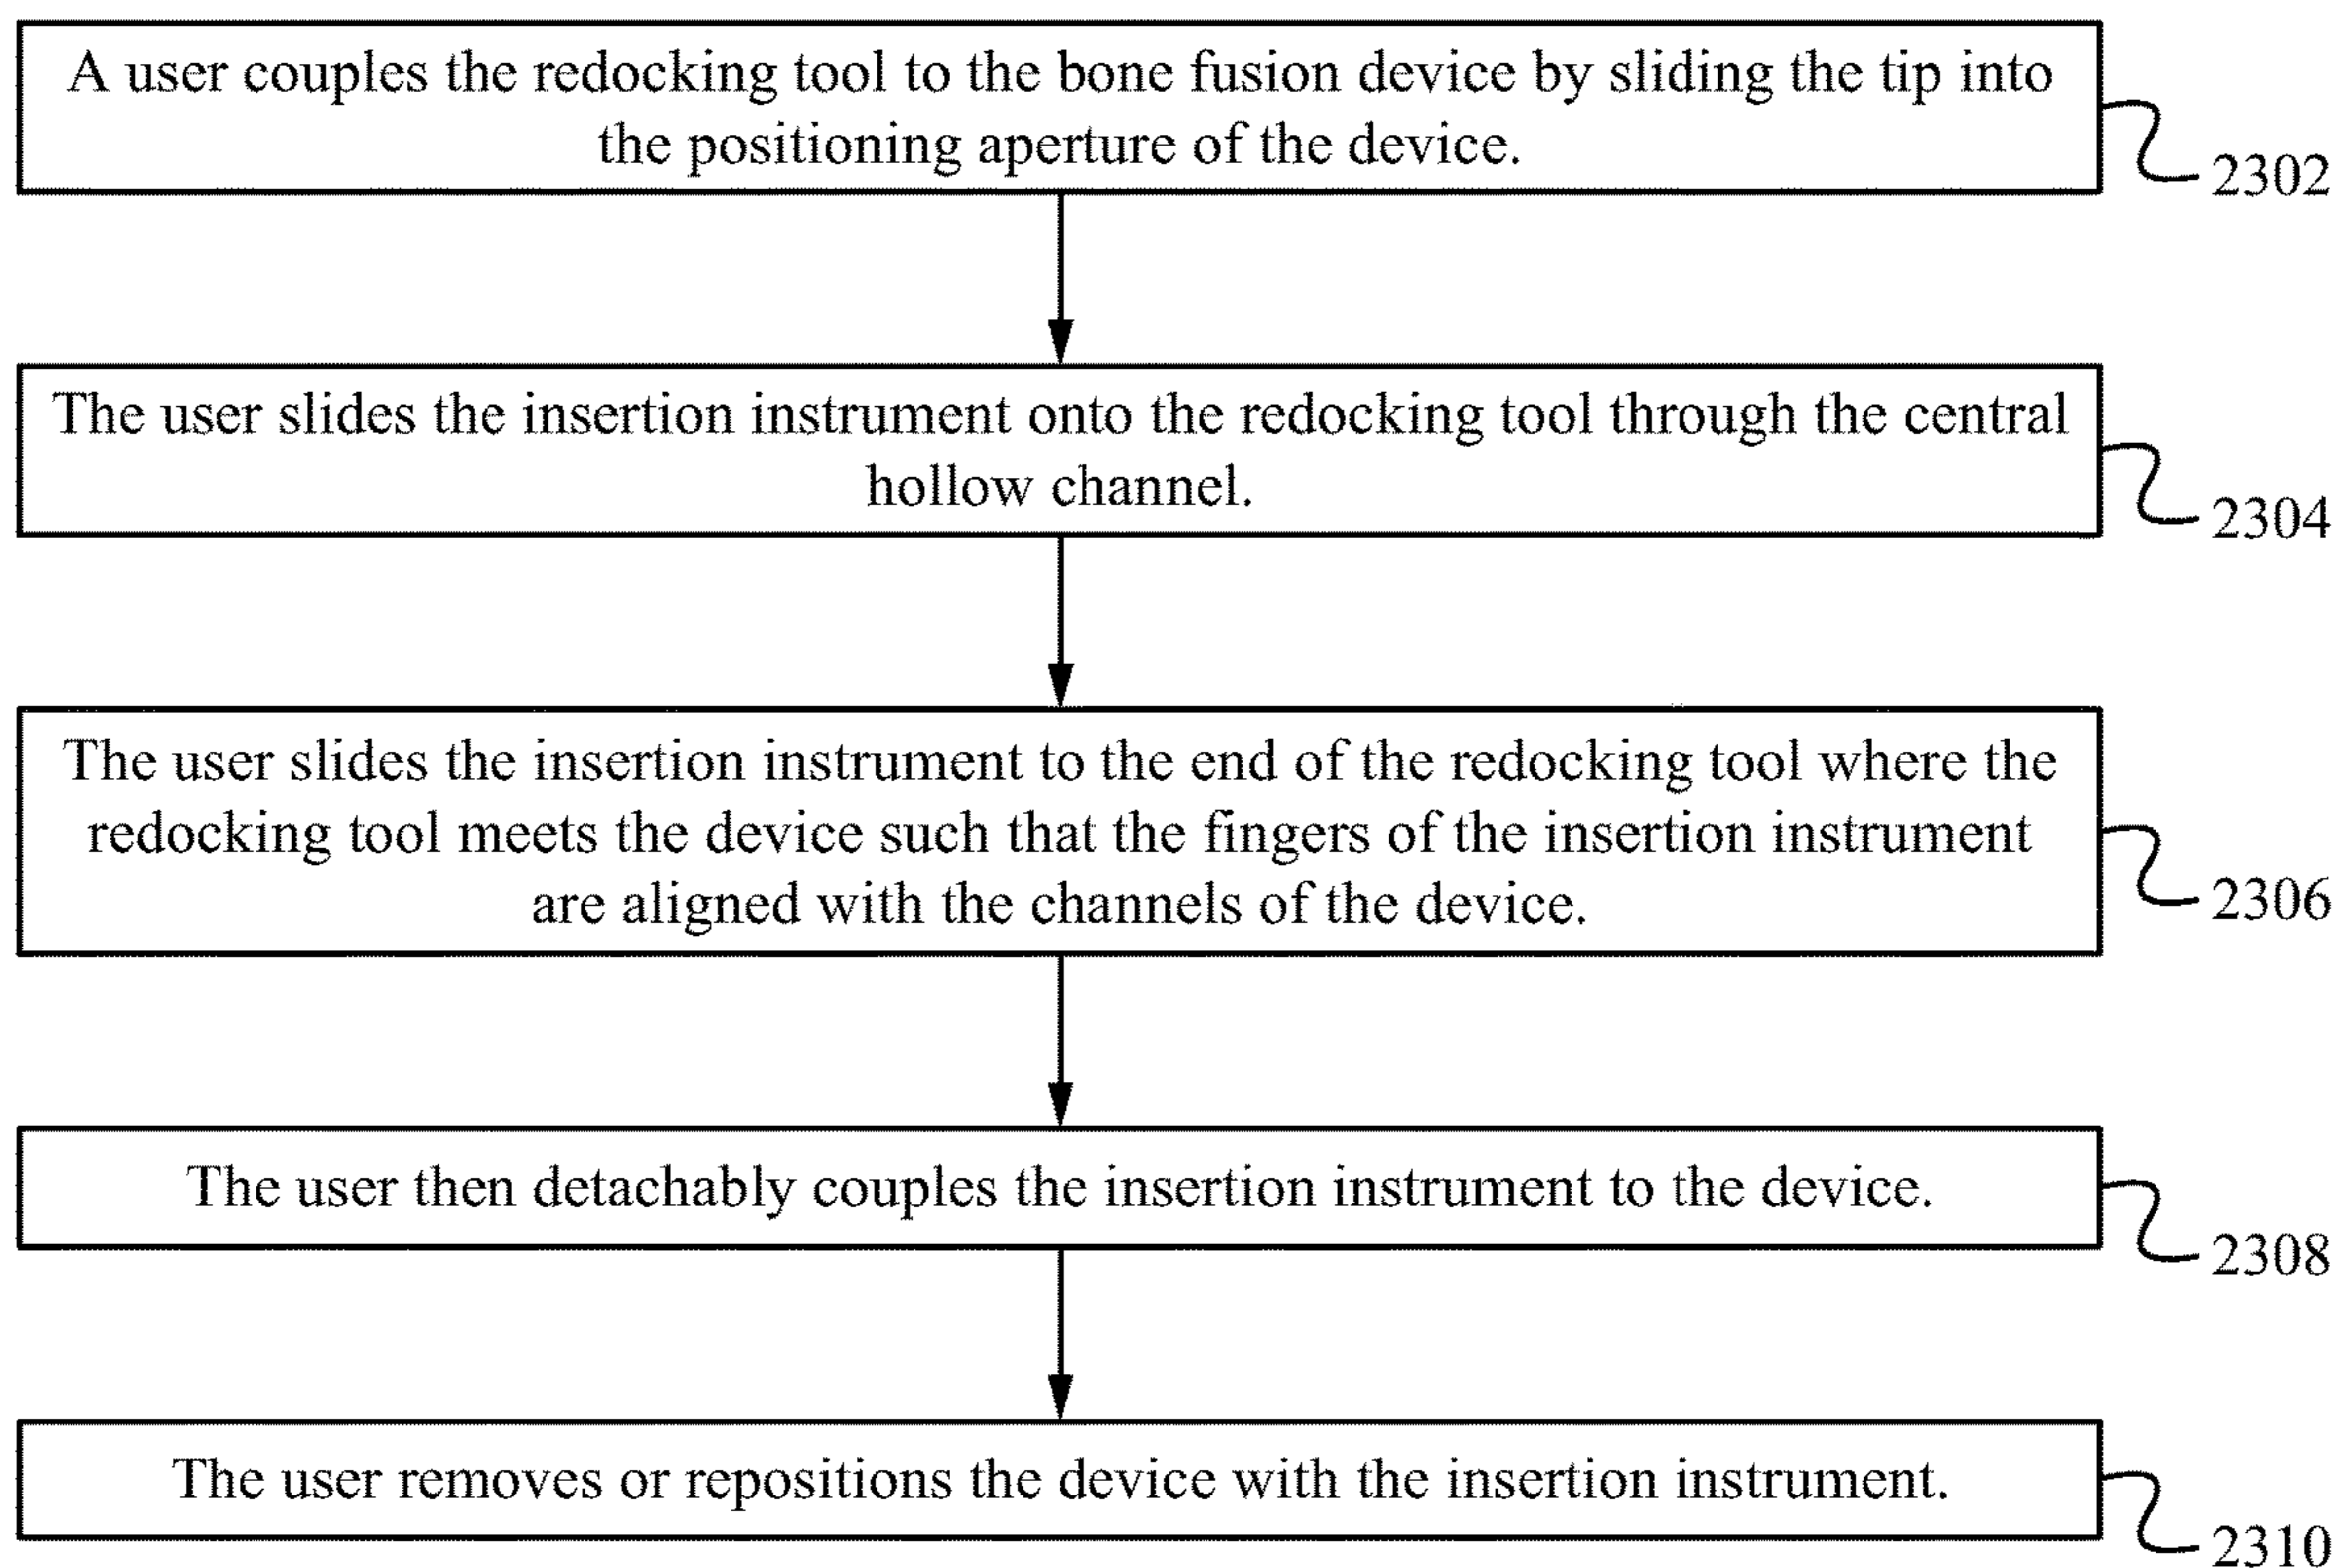 A user couples the redocking tool to the bone fusion device by sliding the tip into
the positioning aperture of the device.
2302
The user slides the insertion instrument onto the redocking tool through the central
hollow channel.
2304
The user slides the insertion instrument to the end of the redocking tool where the
redocking tool meets the device such that the fingers of the insertion instrument
are aligned with the channels of the device.
2306
The user then detachably couples the insertion instrument to the device.
2308
The user removes or repositions the device with the insertion instrument.
2310